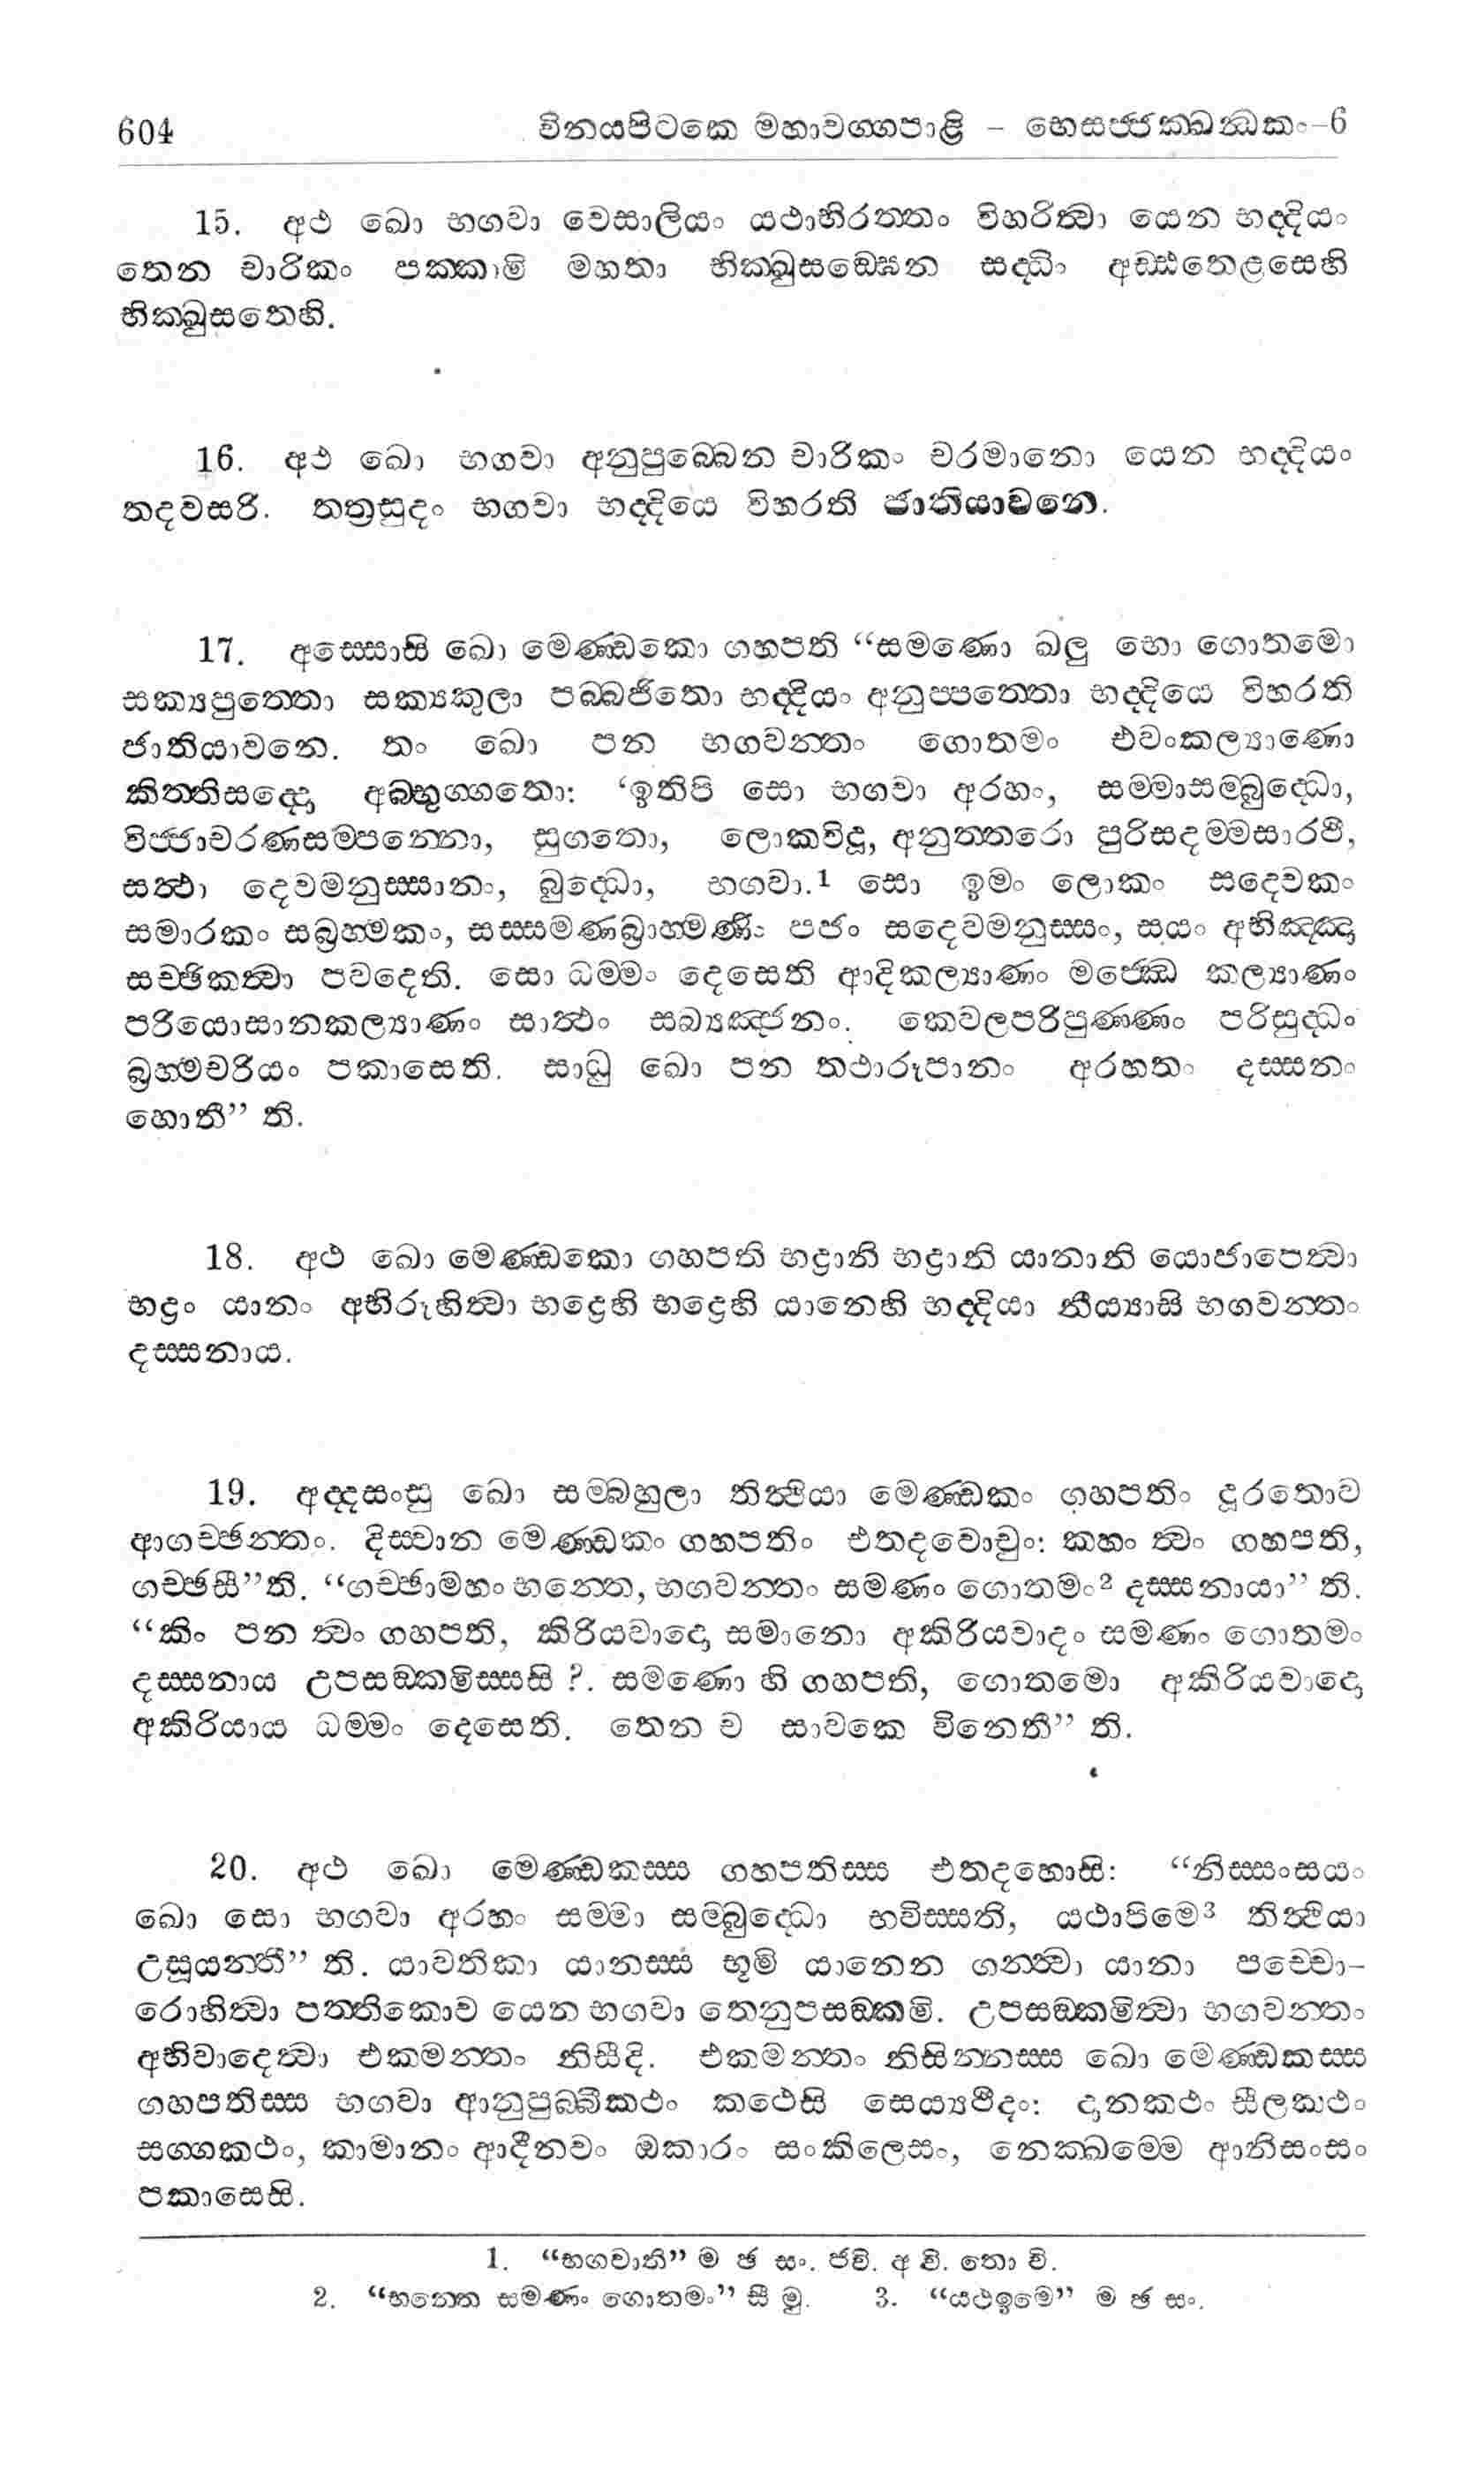 604 විනයපිටකෙ මහාවග්ගපාළි – භෙසජ්ජක්ඛන්ධකං–6
15. අථ ඛො භගවා වෙසාලියං යථාභිරත්තං විහරිත්වා යෙන භද්දියං
තෙන චාරිකං පක්කාමි මහතා භික්ඛුසඞ්ඝෙන සද්ධිං අඩ්ඪතෙළසෙහි
භික්ඛුසතෙහි.
16. අථ ඛො භගවා අනුපුබ්බෙන චාරිකං චරමානො යෙන භද්දියං
තදවසරි. තත්‍රසුදං භගවා භද්දියෙ විහරති ජාතියාවනෙ.
17. අස්සොසි ඛො මෙණ්ඩකො ගහපති “සමණො ඛලු භො ගොතමො
සක්‍යපුත්තො සක්‍යකුලා පබ්බජිතො භද්දියං අනුප්පත්තො භද්දියෙ විහරති
ජාතියාවනෙ. තං ඛො පන භගවන්තං ගොතමං එවංකල්‍යාණො
කිත්තිසද්දො අබ්භුග්ගතො: ‘ඉතිපි සො භගවා අරහං, සම්මාසම්බුද්ධො,
විජ්ජාචරණසම්පන්නො, සුගතො, ලොකවිදූ, අනුත්තරො පුරිසදම්මසාරථී,
සත්ථා දෙවමනුස්සානං, බුද්ධො, භගවා.1 සො ඉමං ලොකං සදෙවකං
සමාරකං සබ්‍රහ්මකං, සස්සමණබ්‍රාහ්මණිං පජං සදෙවමනුස්සං, සයං අභිඤ්ඤා
සච්ඡිකත්වා පවදෙති. සො ධම්මං දෙසෙති ආදිකල්‍යාණං මජ්ඣෙ කල්‍යාණං
පරියොසානකල්‍යාණං සාත්ථං සබ්‍යඤ්ජනං. කෙවලපරිපුණ්ණං පරිසුද්ධං
බ්‍රහ්මචරියං පකාසෙති. සාධු ඛො පන තථාරූපානං අරහතං දස්සනං
හොතී” ති.
18. අථ ඛො මෙණ්ඩකො ගහපති භද්‍රානි භද්‍රානි යානානි යොජාපෙත්වා
භද්‍රං යානං අභිරූහිත්වා භද්‍රෙහි භද්‍රෙහි යානෙහි භද්දියා නීය්‍යාසි භගවන්තං
දස්සනාය.
19. අද්දසංසු ඛො සම්බහුලා තිත්ථියා මෙණ්ඩකං ගහපතිං දූරතොව
ආගච්ඡන්තං. දිස්වාන මෙණ්ඩකං ගහපතිං එතදවොචුං: කහං ත්වං ගහපති,
ගච්ඡසී”ති. “ගච්ඡාමහං භන්තෙ, භගවන්තං සමණං ගොතමං2 දස්සනායා” ති.
“කිං පන ත්වං ගහපති, කිරියවාදො සමානො අකිරියවාදං සමණං ගොතමං
දස්සනාය උපසඞ්කමිස්සසි ?. සමණො හි ගහපති, ගොතමො අකිරියවාදො
අකිරියාය ධම්මං දෙසෙති. තෙන ච සාවකෙ විනෙතී” ති.
20. අථ ඛො මෙණ්ඩකස්ස ගහපතිස්ස එතදහොසි: “නිස්සංසයං
ඛො සො භගවා අරහං සම්මා සම්බුද්ධො භවිස්සති, යථාපිමෙ3 තිත්ථියා
උසූයන්තී” ති. යාවතිකා යානස්ස භූමි යානෙන ගන්ත්වා යානා පච්චො-
රොහිත්වා පත්තිකොව යෙන භගවා තෙනුපසඞ්කමි. උපසඞ්කමිත්වා භගවන්තං
අභිවාදෙත්වා එකමන්තං නිසීදි. එකමන්තං නිසින්නස්ස ඛො මෙණ්ඩකස්ස
ගහපතිස්ස භගවා ආනුපුබ්බීකථං කථෙසි සෙය්‍යථීදං: දානකථං සීලකථං
සග්ගකථං, කාමානං ආදීනවං ඔකාරං සංකිලෙසං, නෙක්ඛම්මෙ ආනිසංසං
පකාසෙසි.
1. “භගවාති” ම ඡ සං. ජවි. අ වි. තො වි.
2. “භන්තෙ සමණං ගොතමං” සී මු. 3. “යථඉමෙ” ම ඡ සං.